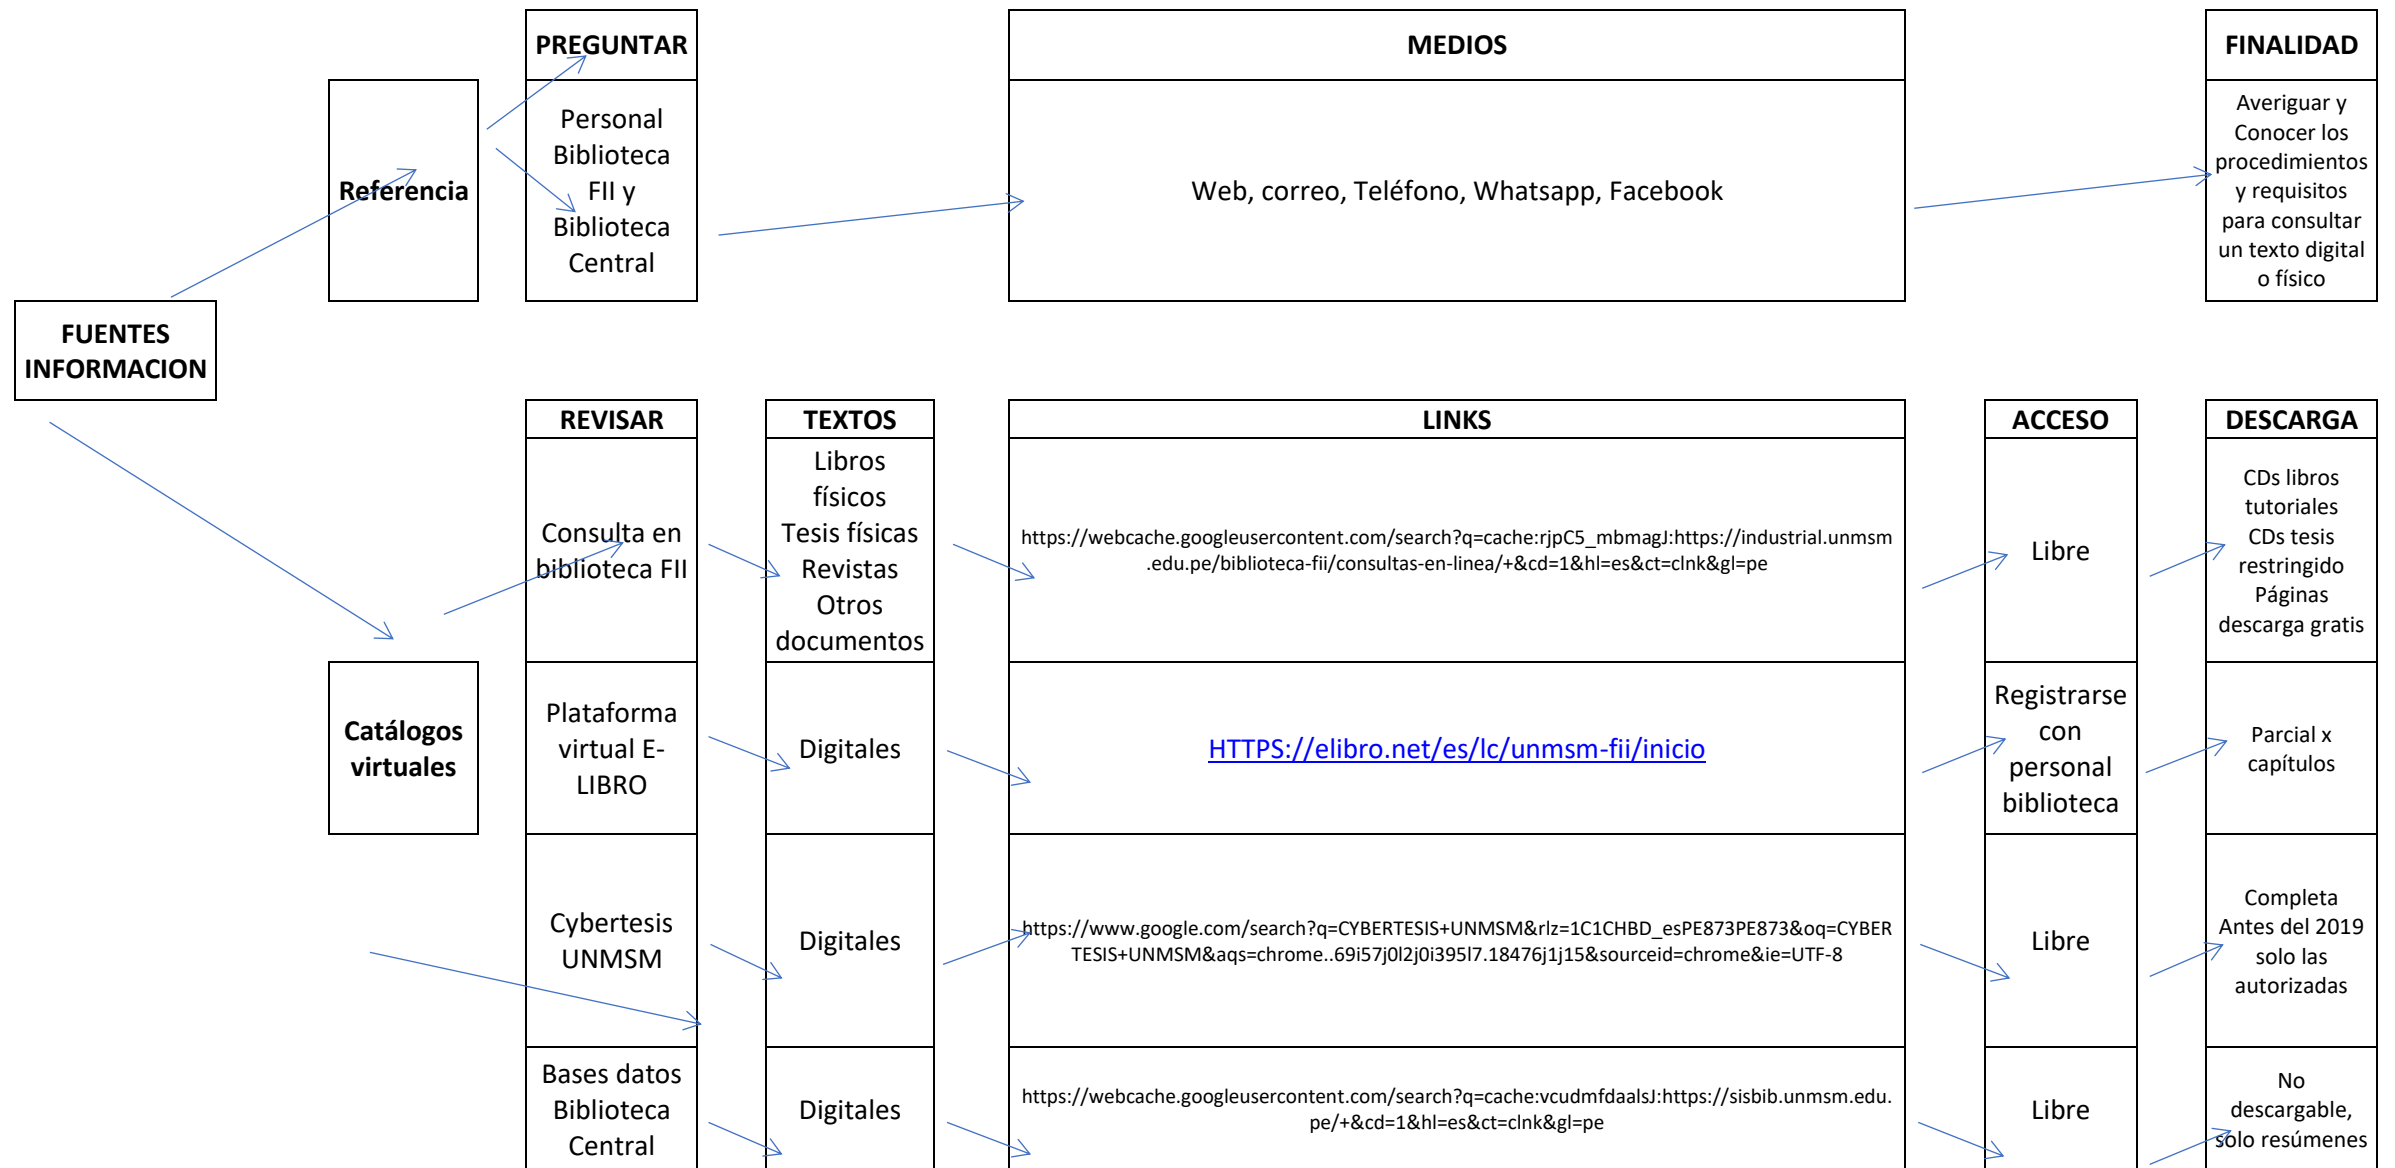 PREGUNTAR
MEDIOS
FINALIDAD
Referencia
Personal
Biblioteca
FII y
Biblioteca
Central
Web, correo, Teléfono, Whatsapp, Facebook
Averiguar y
Conocer los
procedimientos
y requisitos
para consultar
un texto digital
o físico
FUENTES
INFORMACION
REVISAR
TEXTOS
LINKS
ACCESO
DESCARGA
Consulta en
biblioteca FII
Libros
físicos
Tesis físicas
Revistas
Otros
documentos
https://webcache.googleusercontent.com/search?q=cache:rjpC5_mbmagJ:https://industrial.unmsm
.edu.pe/biblioteca-fii/consultas-en-linea/+&cd=1&hl=es&ct=clnk&gl=pe
Libre
CDs libros
tutoriales
CDs tesis
restringido
Páginas
descarga gratis
Catálogos
virtuales
Plataforma
virtual E-
LIBRO
Digitales
HTTPS://elibro.net/es/lc/unmsm-fii/inicio
Registrarse
con
personal
biblioteca
Parcial x
capítulos
Cybertesis
UNMSM
Digitales
https://www.google.com/search?q=CYBERTESIS+UNMSM&rlz=1C1CHBD_esPE873PE873&oq=CYBER
TESIS+UNMSM&aqs=chrome..69i57j0l2j0i395l7.18476j1j15&sourceid=chrome&ie=UTF-8
Libre
Completa
Antes del 2019
solo las
autorizadas
Bases datos
Biblioteca
Central
Digitales
https://webcache.googleusercontent.com/search?q=cache:vcudmfdaalsJ:https://sisbib.unmsm.edu.
pe/+&cd=1&hl=es&ct=clnk&gl=pe
Libre
No
descargable,
solo resúmenes